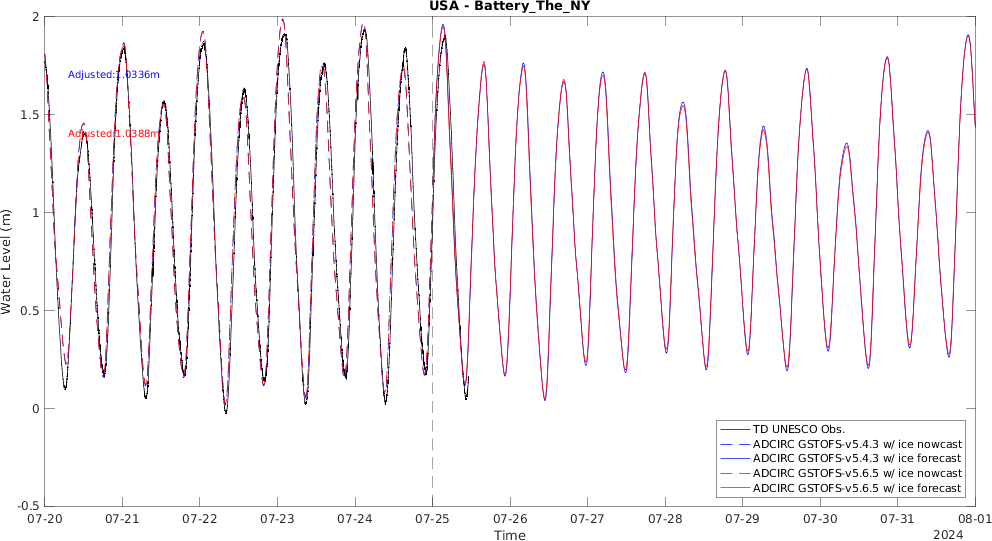 USA - Battery_The_NY
2
1.5
1
0.5
0
-0.5
Water Level (m)
Adjusted:1.0336m
Adjusted:1.0388m
TD UNESCO Obs.
ADCIRC GSTOFS-v5.4.3 w/ ice nowcast
ADCIRC GSTOFS-v5.4.3 w/ ice forecast
ADCIRC GSTOFS-v5.6.5 w/ ice nowcast
ADCIRC GSTOFS-v5.6.5 w/ ice forecast
07-20 07-21 07-22 07-23 07-24 07-25 07-26 07-27 07-28 07-29 07-30 07-31 08-01
Time
2024